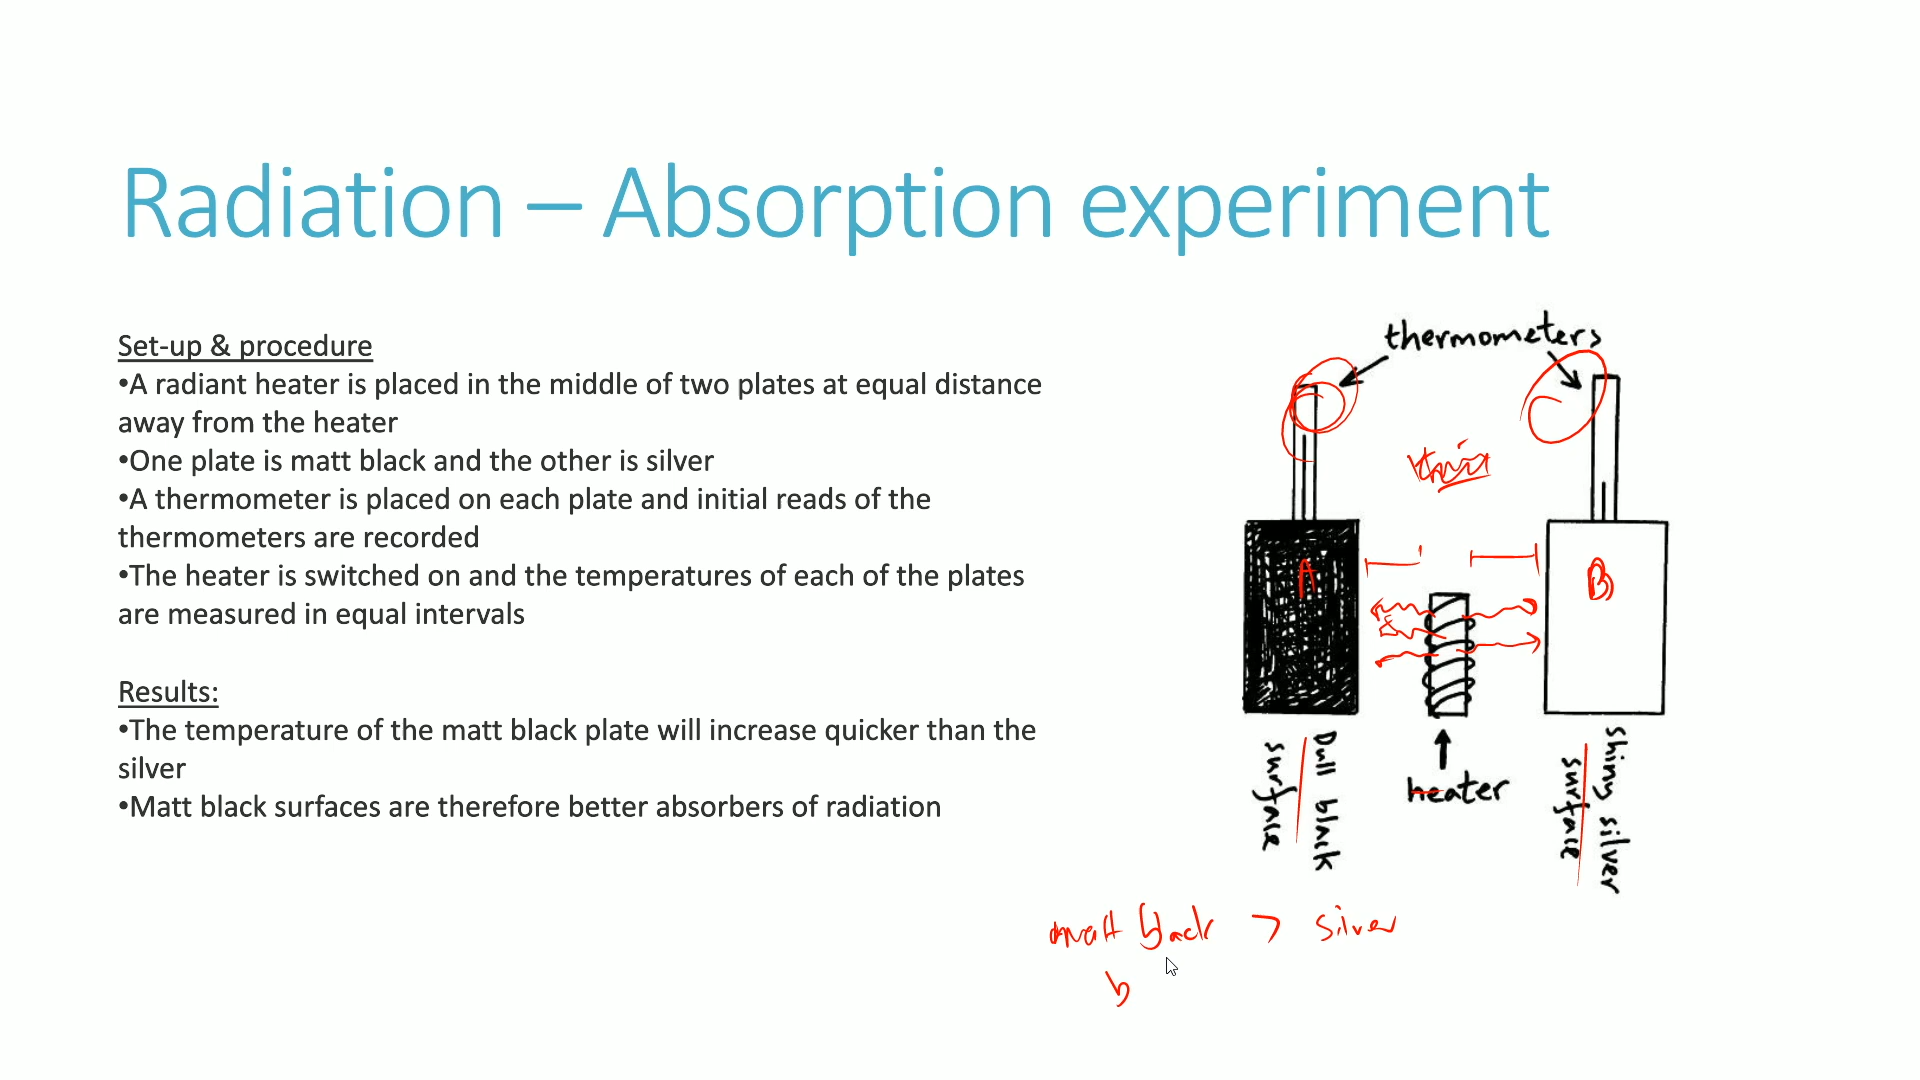 Radiation – Absorption experiment
Set-up & procedure
•A radiant heater is placed in the middle of two plates at equal distance
away from the heater
•One plate is matt black and the other is silver
•A thermometer is placed on each plate and initial reads of the
thermometers are recorded
•The heater is switched on and the temperatures of each of the plates
are measured in equal intervals
Results:
•The temperature of the matt black plate will increase quicker than the
silver
•Matt black surfaces are therefore better absorbers of radiation
thermometers
A
B
heater
Dull black
surface
Shiny silver
surface
matt black > silver
b